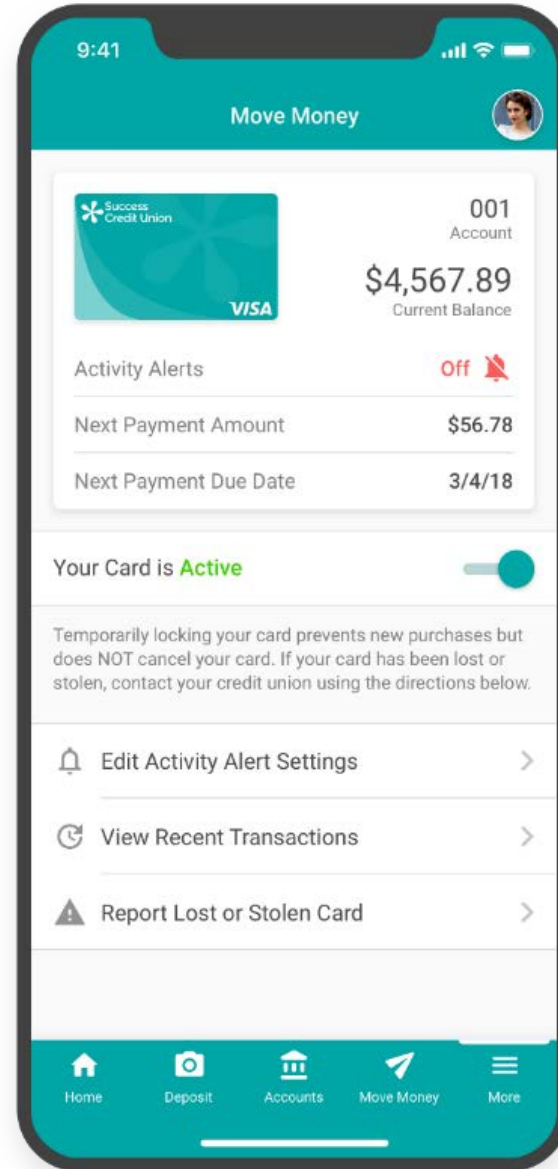 9:41
Move Money
Success
Credit Union
VISA
001
Account
$4,567.89
Current Balance
Activity Alerts Off
Next Payment Amount $56.78
Next Payment Due Date 3/4/18
Your Card is Active
Temporarily locking your card prevents new purchases but
does NOT cancel your card. If your card has been lost or
stolen, contact your credit union using the directions below.
Edit Activity Alert Settings
View Recent Transactions
Report Lost or Stolen Card
Home Deposit Accounts Move Money More